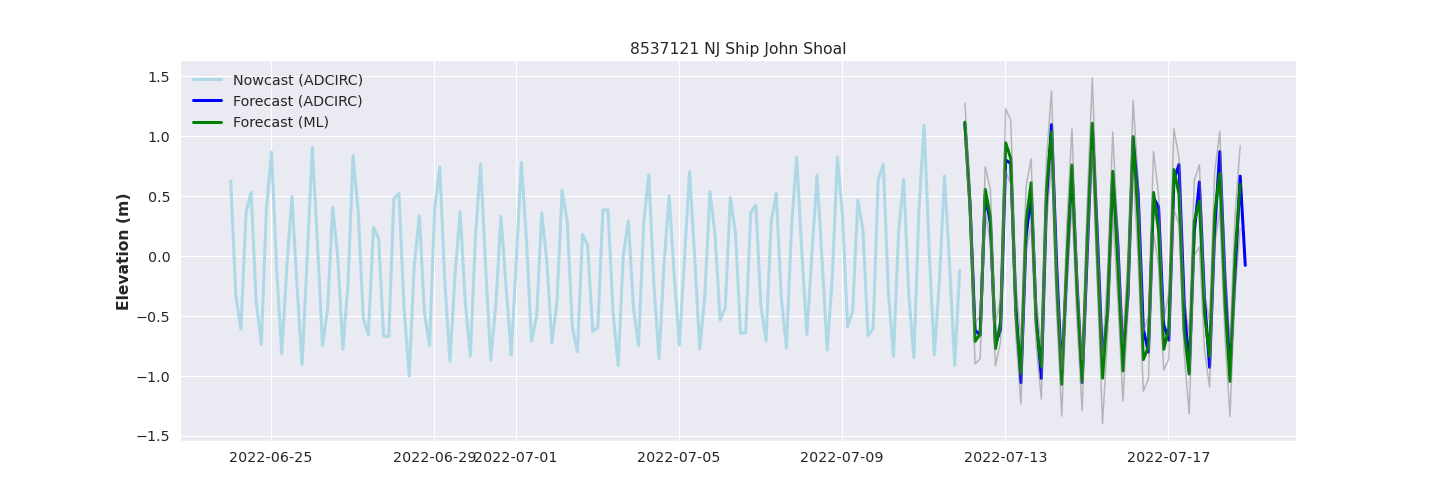 8537121 NJ Ship John Shoal
Nowcast (ADCIRC)
Forecast (ADCIRC)
Forecast (ML)
Elevation (m)
1.5
1.0
0.5
0.0
−0.5
−1.0
−1.5
2022-06-25
2022-06-29
2022-07-01
2022-07-05
2022-07-09
2022-07-13
2022-07-17